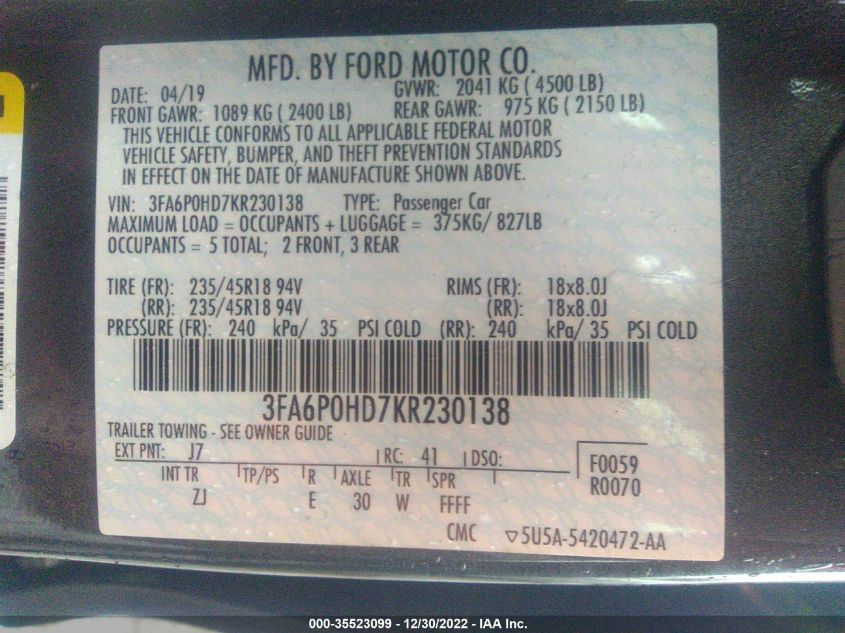 MFD. BY FORD MOTOR CO.
DATE: 04/19 GVWR: 2041 KG ( 4500 LB)
FRONT GAWR: 1089 KG ( 2400 LB) REAR GAWR: 975 KG ( 2150 LB)
THIS VEHICLE CONFORMS TO ALL APPLICABLE FEDERAL MOTOR
VEHICLE SAFETY, BUMPER, AND THEFT PREVENTION STANDARDS
IN EFFECT ON THE DATE OF MANUFACTURE SHOWN ABOVE.
VIN: 3FA6P0HD7KR230138 TYPE: Passenger Car
MAXIMUM LOAD = OCCUPANTS + LUGGAGE = 375KG/ 827LB
OCCUPANTS = 5 TOTAL; 2 FRONT, 3 REAR
TIRE (FR): 235/45R18 94V RIMS (FR): 18x8.0J
(RR): 235/45R18 94V (RR): 18x8.0J
PRESSURE (FR): 240 kPa/ 35 PSI COLD (RR): 240 kPa/ 35 PSI COLD
3FA6P0HD7KR230138
TRAILER TOWING - SEE OWNER GUIDE
EXT PNT: J7 RC: 41 DSO: F0059
INT TR TP/PS R AXLE TR SPR R0070
ZJ E 30 W FFFF
CMC ▽5U5A-5420472-AA
000-35523099 - 12/30/2022 - IAA Inc.